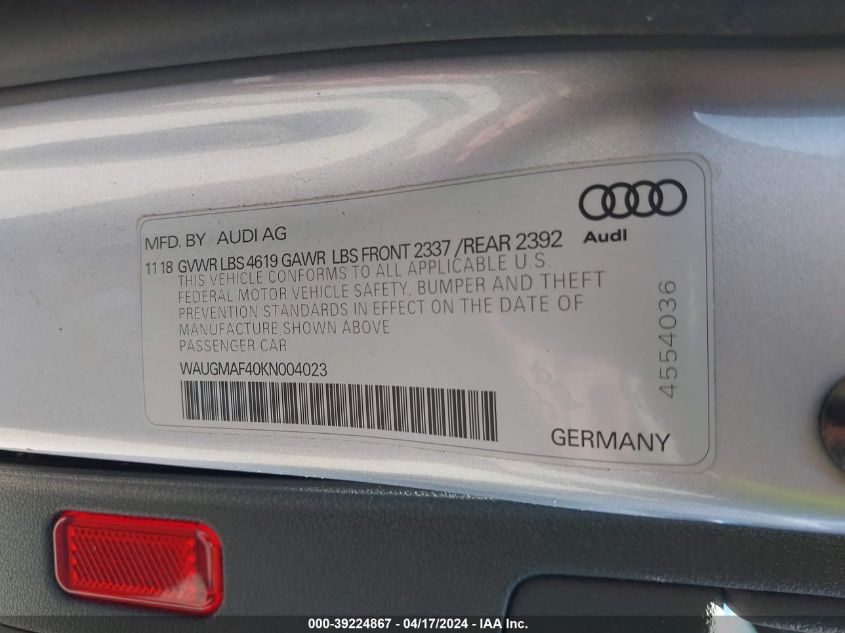 Audi
MFD. BY AUDI AG
11 18 GVWR LBS 4619 GAWR LBS FRONT 2337 /REAR 2392
THIS VEHICLE CONFORMS TO ALL APPLICABLE U.S.
FEDERAL MOTOR VEHICLE SAFETY, BUMPER AND THEFT
PREVENTION STANDARDS IN EFFECT ON THE DATE OF
MANUFACTURE SHOWN ABOVE
PASSENGER CAR
WAUGMAF40KN004023
4554036
GERMANY
000-39224867 - 04/17/2024 - IAA, Inc.